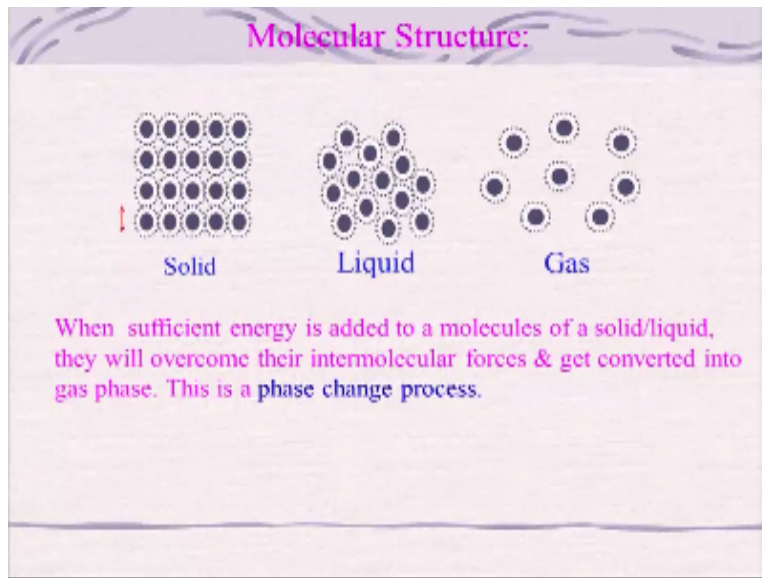 Molecular Structure:
Solid
Liquid
Gas
When sufficient energy is added to a molecules of a solid/liquid,
they will overcome their intermolecular forces & get converted into
gas phase. This is a phase change process.